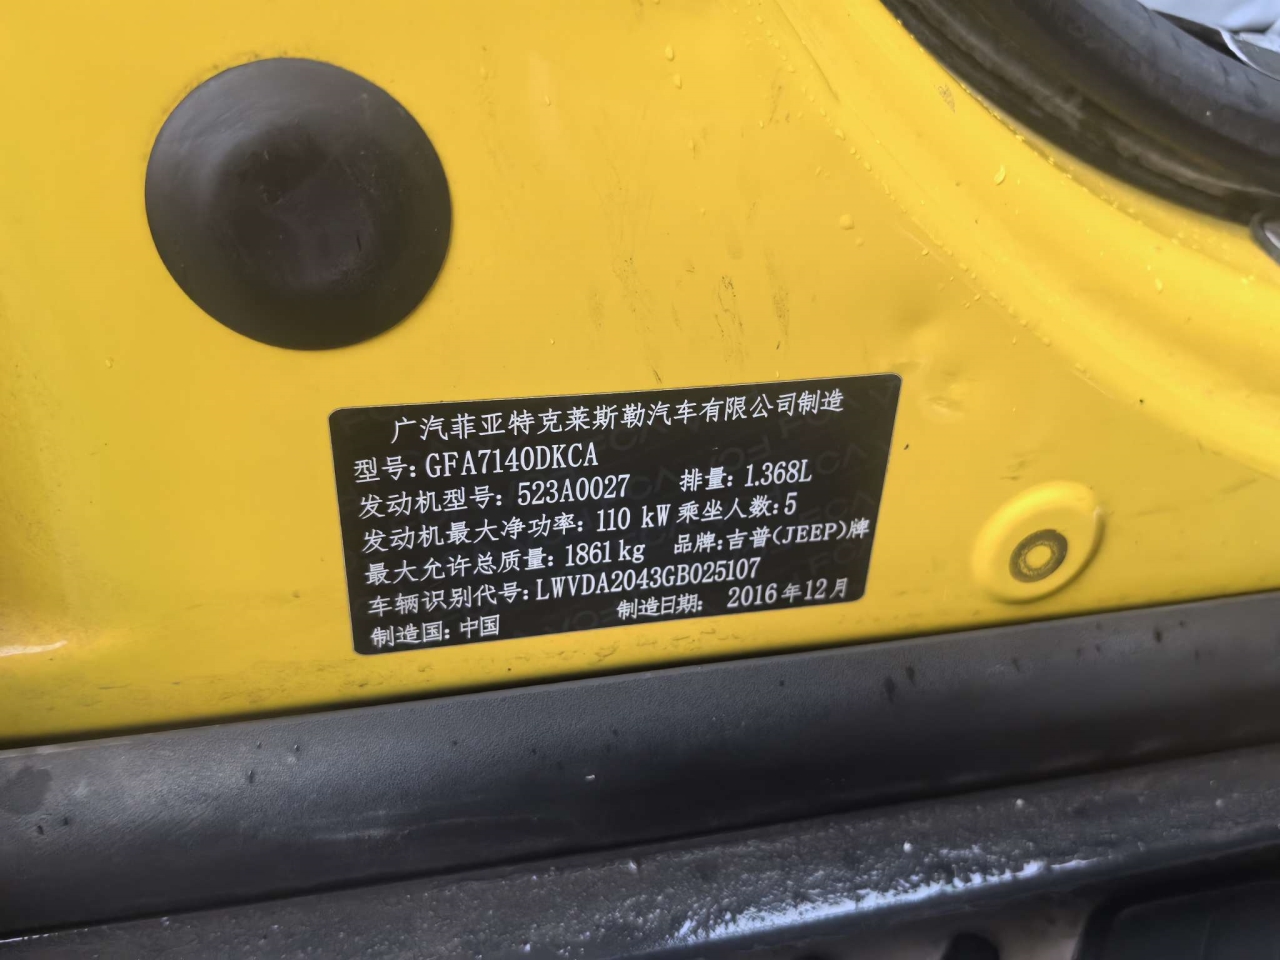 广汽菲亚特克莱斯勒汽车有限公司制造
型号: GFA7140DKCA
发动机型号: 523A0027 排量: 1.368L
发动机最大净功率: 110 kW 乘坐人数: 5
最大允许总质量: 1861kg 品牌: 吉普(JEEP)牌
车辆识别代号: LWVDA2043GB025107
制造国: 中国 制造日期: 2016年12月